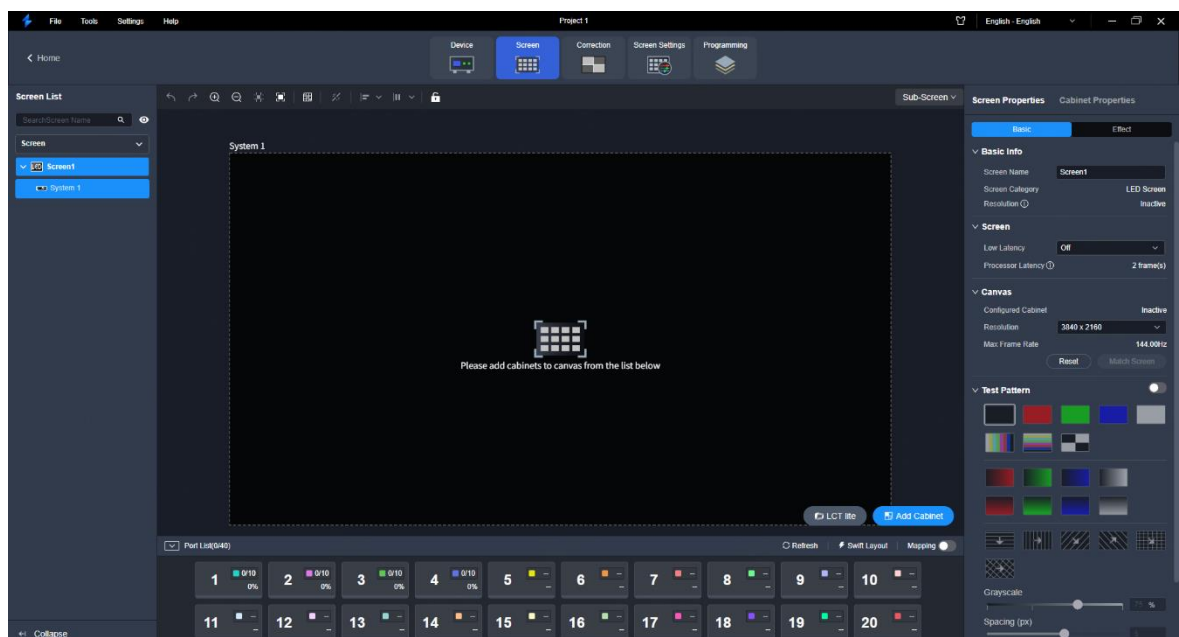 File Tools Settings Help Project 1 English - English
Home
Device Screen Correction Screen Settings Programming
Screen List
Search Screen Name
Screen
Screen1
System 1
Sub-Screen
System 1
Please add cabinets to canvas from the list below
LCT lite Add Cabinet
Port List(0/40) Refresh Swift Layout Mapping
1 0/10 0% 2 0/10 0% 3 0/10 0% 4 0/10 0% 5 – – 6 – – 7 – – 8 – – 9 – – 10 – –
11 – – 12 – – 13 – – 14 – – 15 – – 16 – – 17 – – 18 – – 19 – – 20 – –
Collapse
Screen Properties Cabinet Properties
Basic Effect
Basic Info
Screen Name Screen1
Screen Category LED Screen
Resolution Inactive
Screen
Low Latency Off
Processor Latency 2 frame(s)
Canvas
Configured Cabinet Inactive
Resolution 3840 x 2160
Max Frame Rate 144.00Hz
Reset Match Screen
Test Pattern
Grayscale
%
Spacing (px)